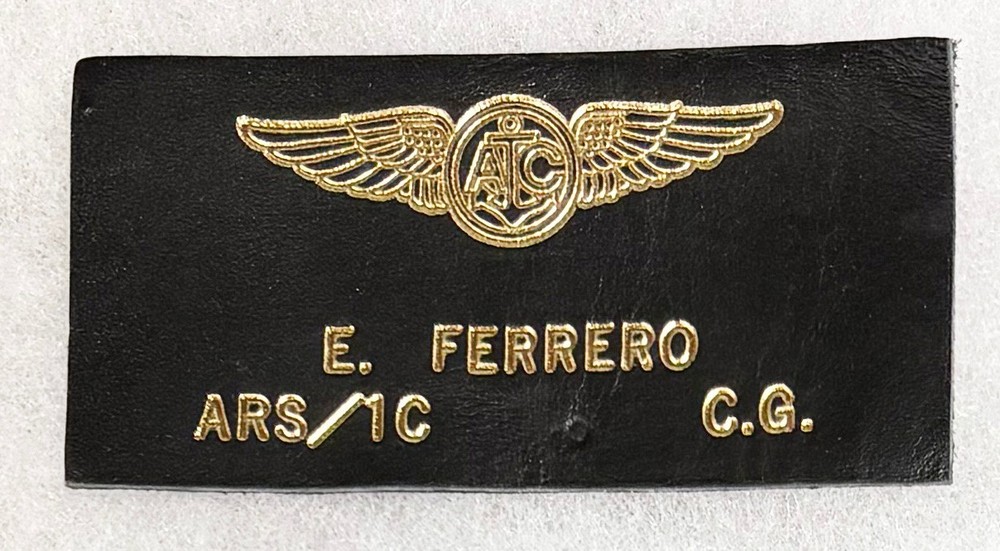 ATC
E. FERRERO
ARS/1C C.G.